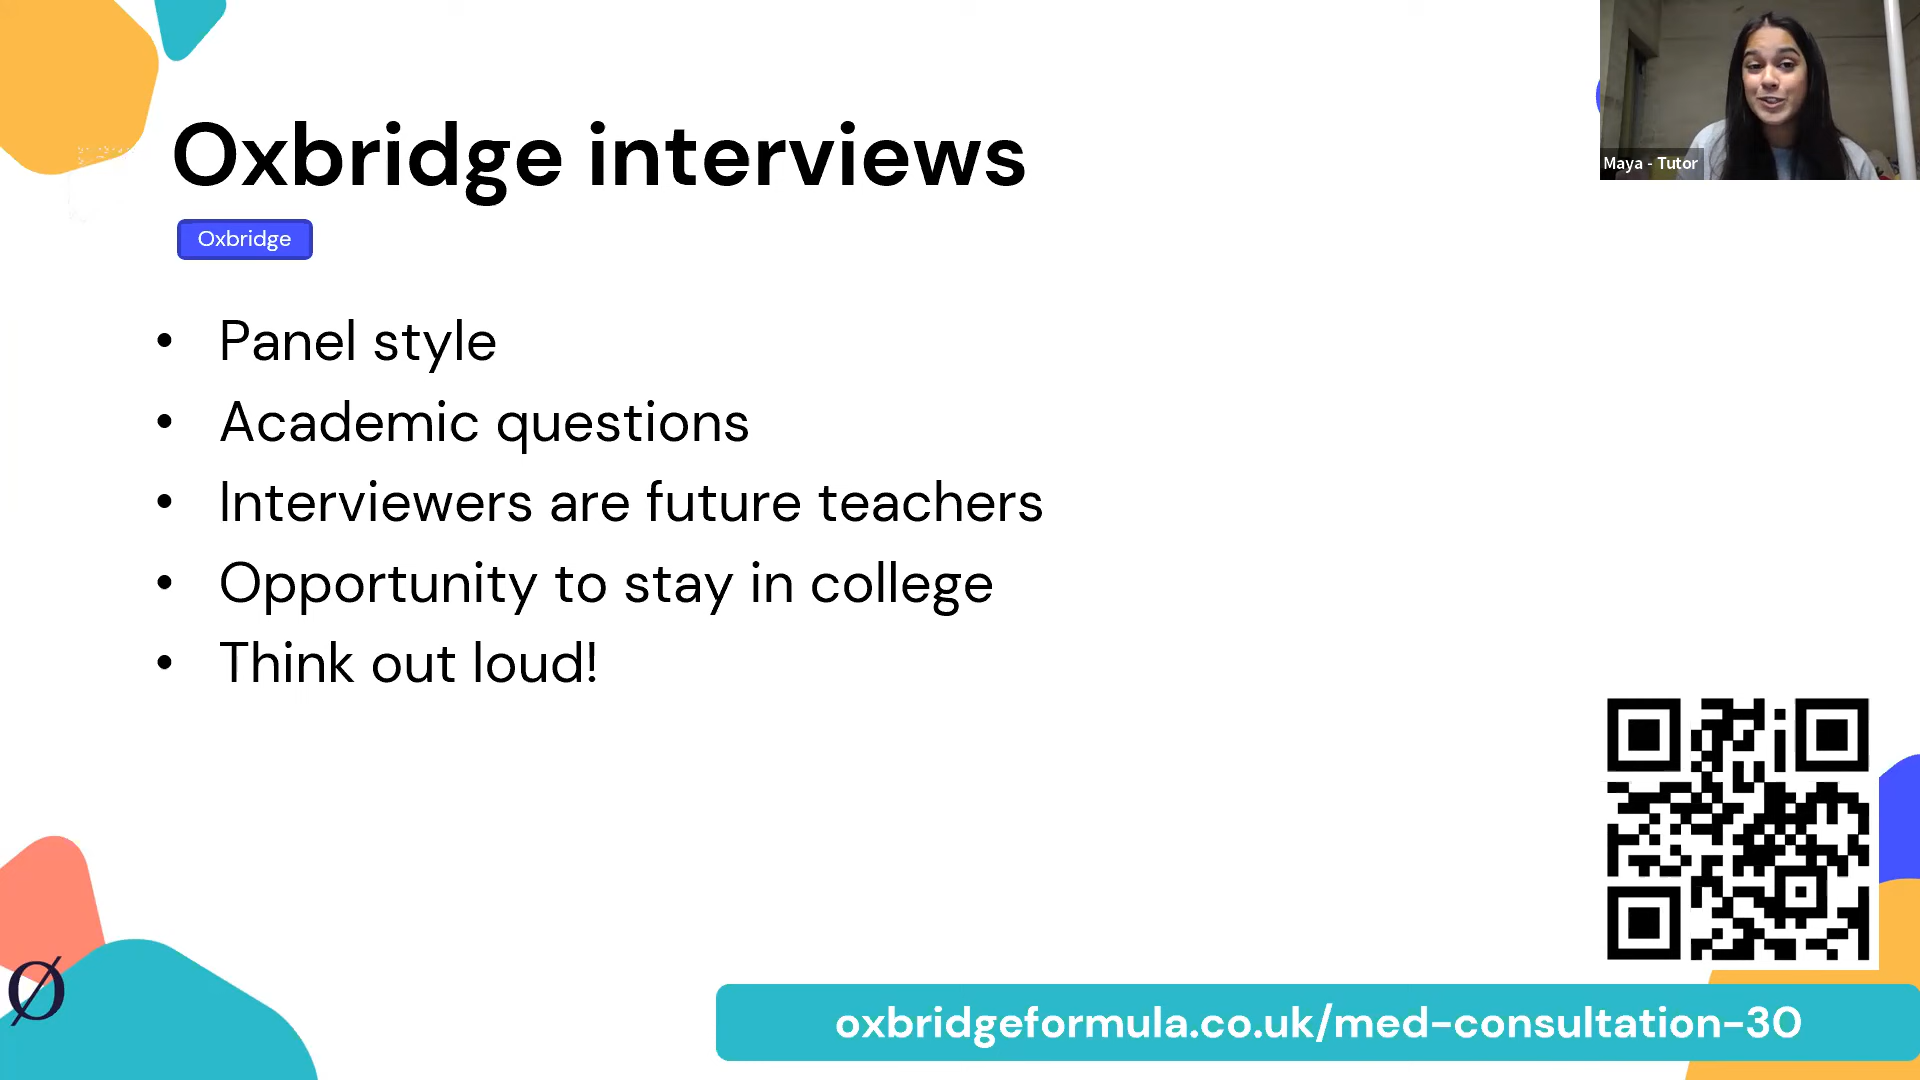 Oxbridge interviews
Maya - Tutor
Oxbridge
• Panel style
• Academic questions
• Interviewers are future teachers
• Opportunity to stay in college
• Think out loud!
Ø
oxbridgeformula.co.uk/med-consultation-30